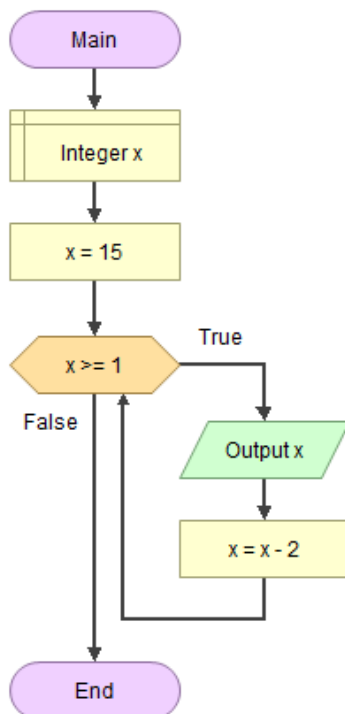 Main
Integer x
x = 15
x >= 1
True
False
Output x
x = x - 2
End